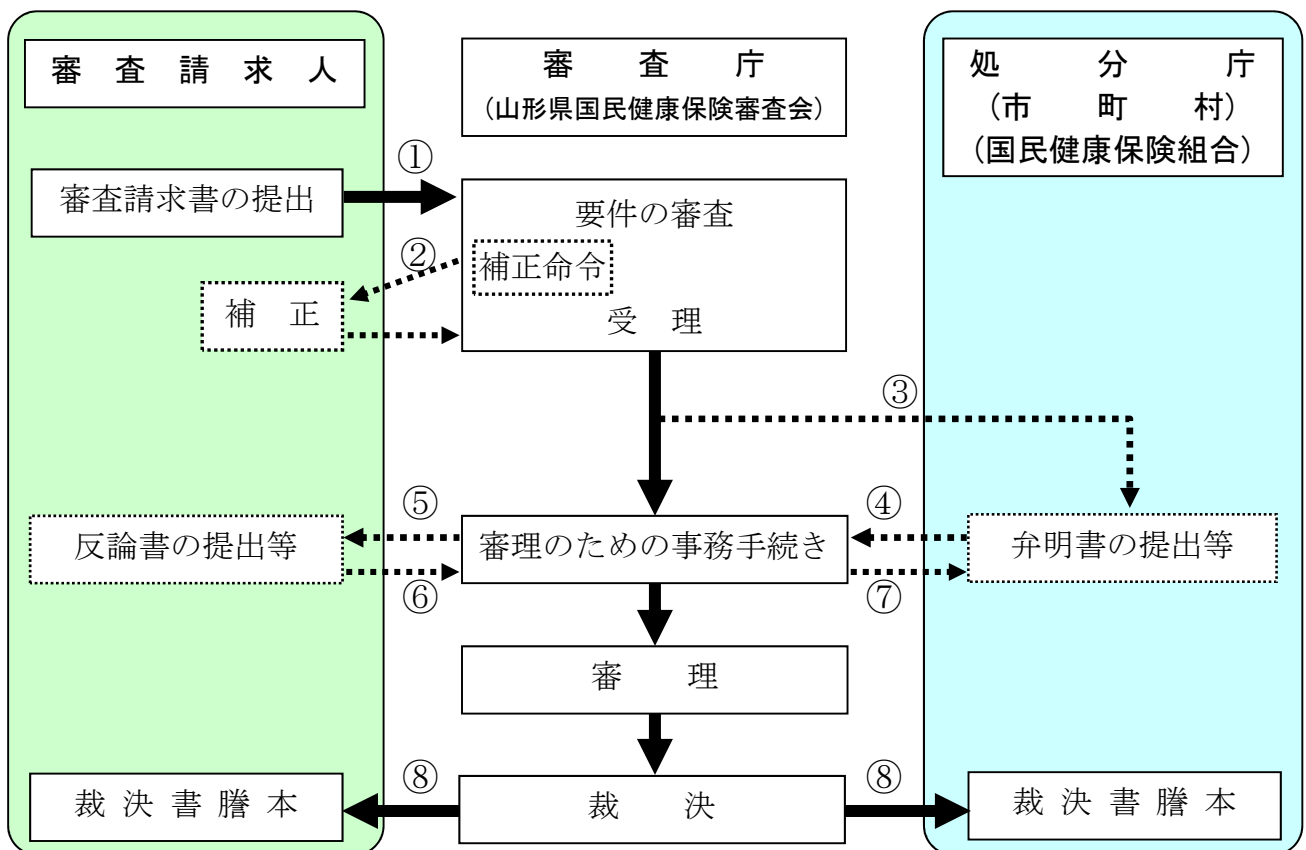 審査請求人
審査庁
（山形県国民健康保険審査会）
処分庁
（市町村）
（国民健康保険組合）
①
審査請求書の提出
要件の審査
②
補正命令
補正
受理
③
⑤
④
反論書の提出等
審理のための事務手続き
弁明書の提出等
⑥
⑦
審理
⑧
⑧
裁決書謄本
裁決
裁決書謄本